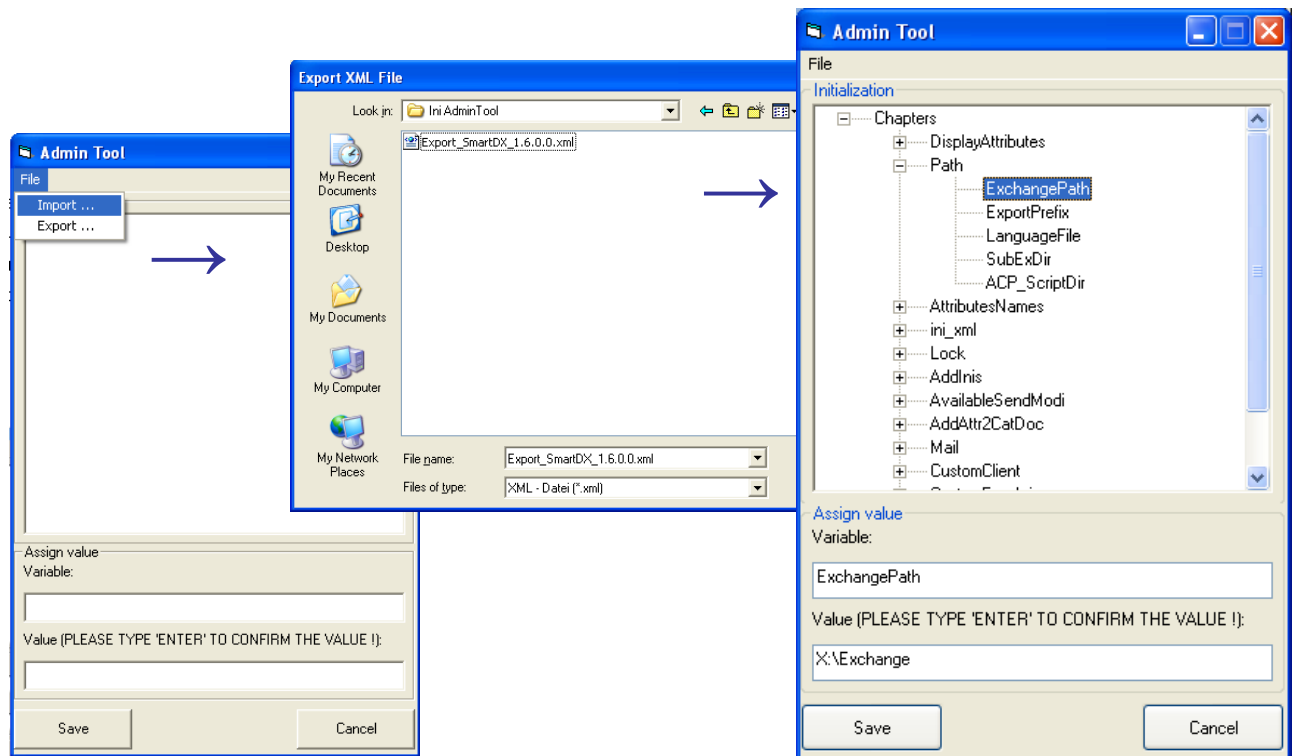 Admin Tool
File
Import ...
Export ...
Assign value
Variable:
Value (PLEASE TYPE 'ENTER' TO CONFIRM THE VALUE !):
Save
Cancel
Export XML File
Look in:
Ini AdminTool
Export_SmartDX_1.6.0.0.xml
My Recent
Documents
Desktop
My Documents
My Computer
My Network
Places
File name:
Export_SmartDX_1.6.0.0.xml
Files of type:
XML - Datei (*.xml)
Admin Tool
File
Initialization
Chapters
DisplayAttributes
Path
ExchangePath
ExportPrefix
LanguageFile
SubExDir
ACP_ScriptDir
AttributesNames
ini_xml
Lock
AddInis
AvailableSendModi
AddAttr2CatDoc
Mail
CustomClient
Assign value
Variable:
ExchangePath
Value (PLEASE TYPE 'ENTER' TO CONFIRM THE VALUE !):
X:\Exchange
Save
Cancel